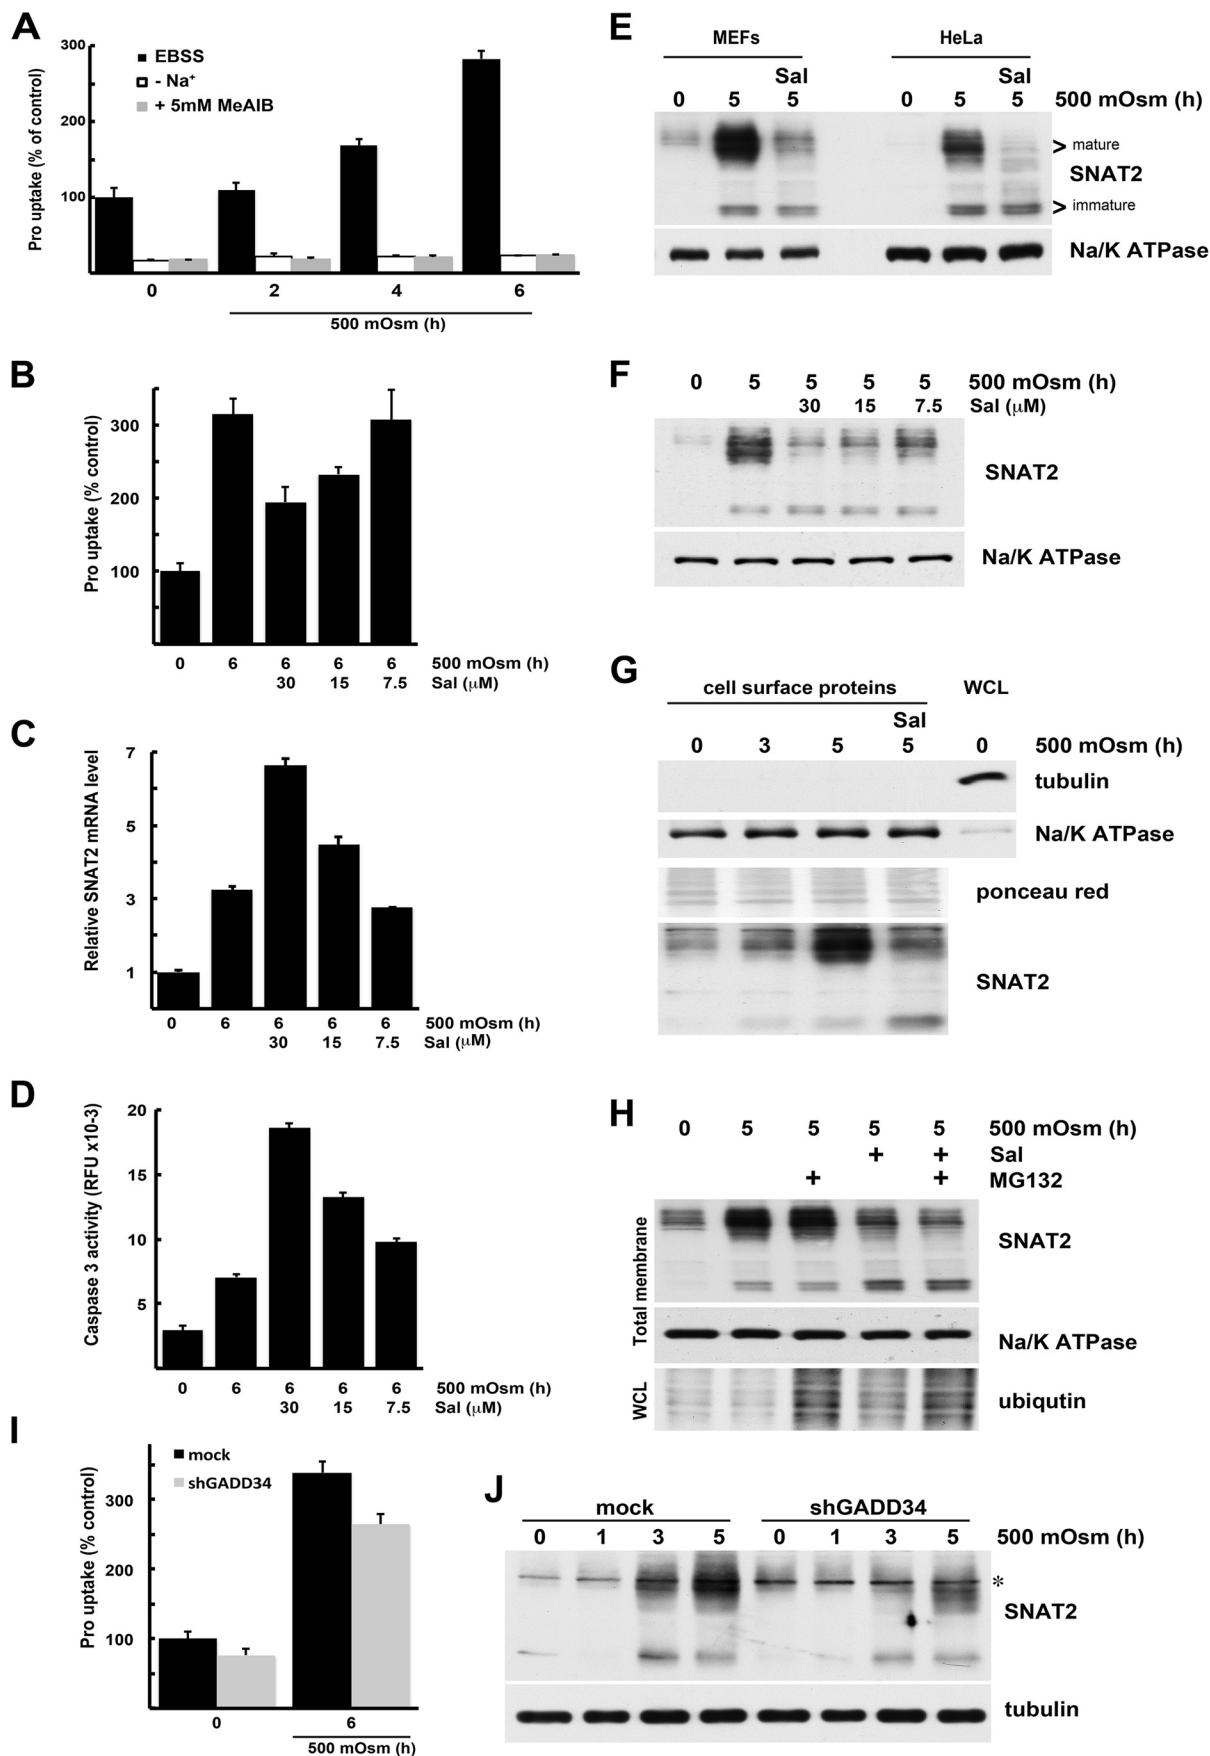 A
Pro uptake (% of control)
300
200
100
EBSS
- Na⁺
+ 5mM MeAIB
0 2 4 6
500 mOsm (h)
B
Pro uptake (% control)
300
200
100
0 6 6 6 6 500 mOsm (h)
30 15 7.5 Sal (μM)
C
Relative SNAT2 mRNA level
7
5
3
1
0 6 6 6 6 500 mOsm (h)
30 15 7.5 Sal (μM)
D
Caspase 3 activity (RFU x10-3)
20
15
10
5
0 6 6 6 6 500 mOsm (h)
30 15 7.5 Sal (μM)
I
Pro uptake (% control)
300
200
100
mock
shGADD34
0 6
500 mOsm (h)
E
MEFs HeLa
Sal Sal
0 5 5 0 5 5 500 mOsm (h)
> mature
SNAT2
> immature
Na/K ATPase
F
0 5 5 5 5 500 mOsm (h)
30 15 7.5 Sal (μM)
SNAT2
Na/K ATPase
G
cell surface proteins WCL
Sal
0 3 5 5 0 500 mOsm (h)
tubulin
Na/K ATPase
ponceau red
SNAT2
H
0 5 5 5 5 500 mOsm (h)
+ + Sal
+ + MG132
Total membrane
SNAT2
Na/K ATPase
WCL
ubiqutin
J
mock shGADD34
0 1 3 5 0 1 3 5 500 mOsm (h)
*
SNAT2
tubulin